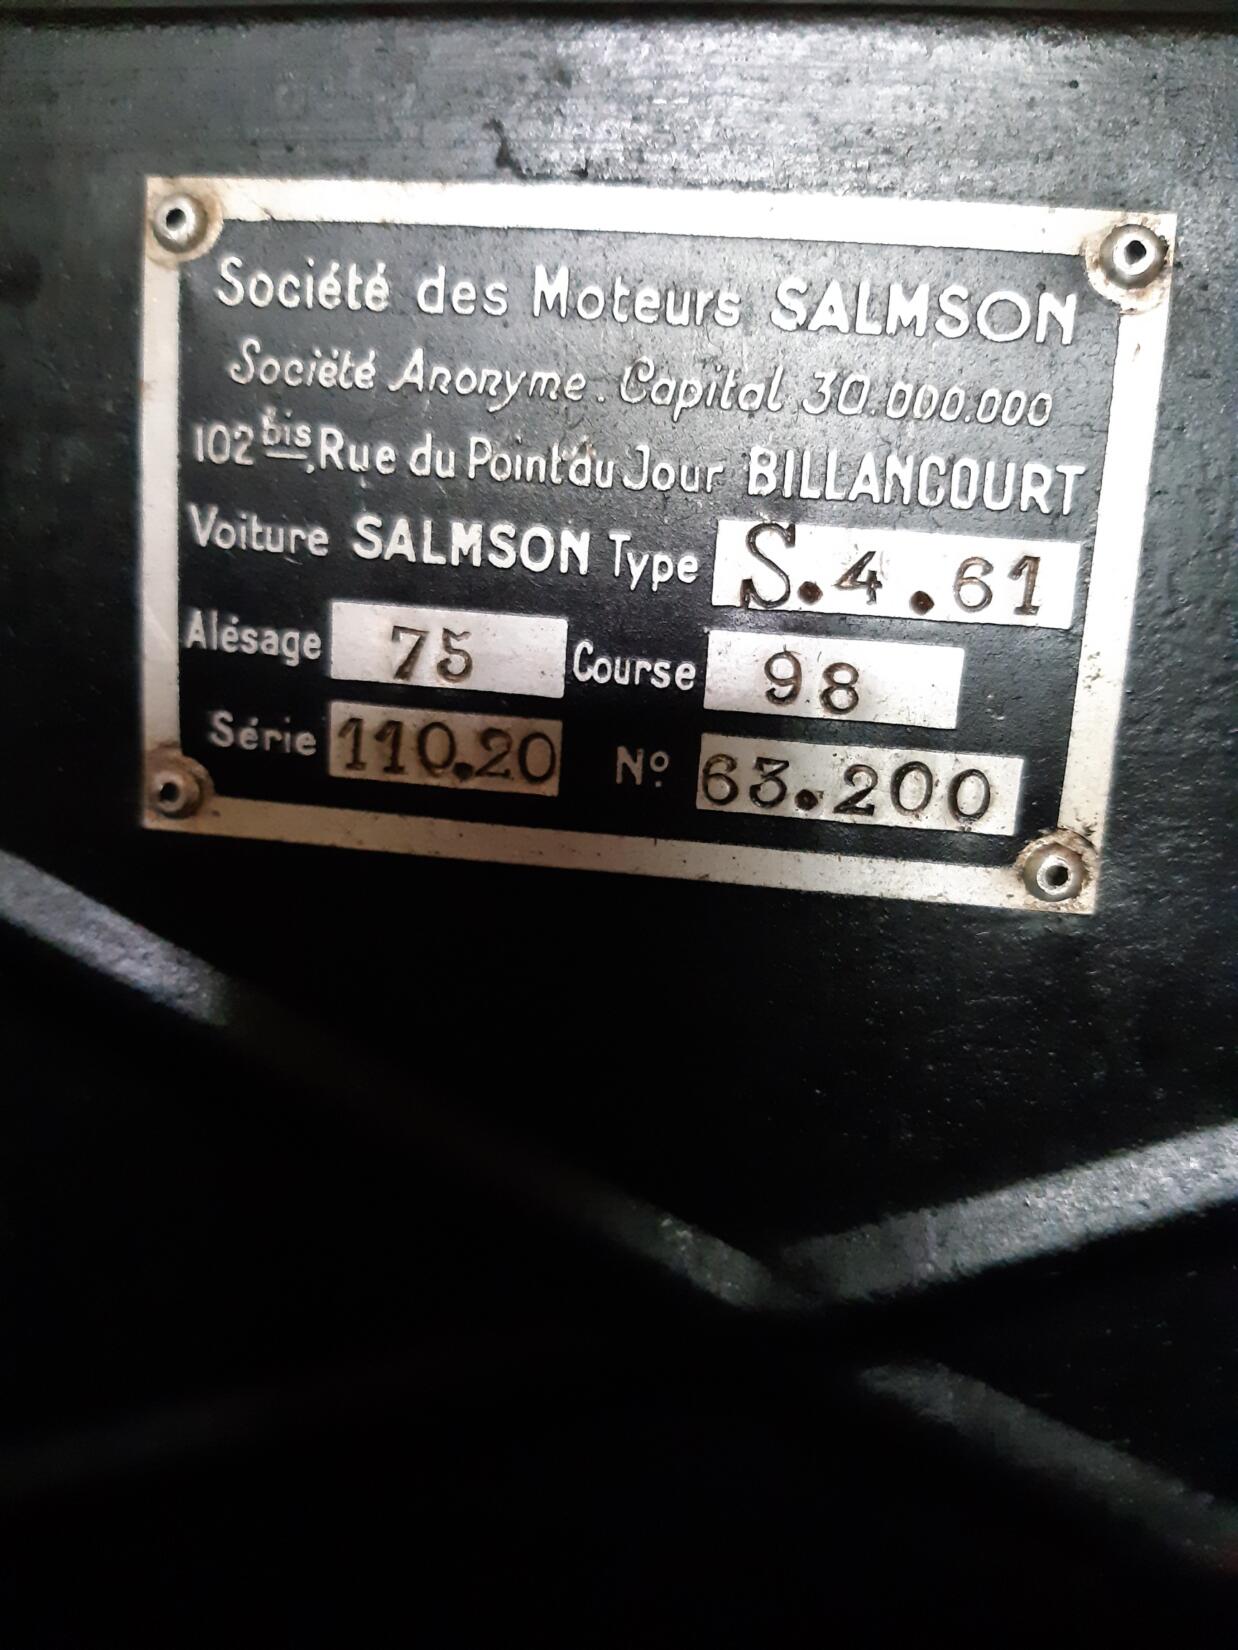 Société des Moteurs SALMSON
Société Anonyme. Capital 30.000.000
102 bis, Rue du Point du Jour BILLANCOURT
Voiture SALMSON Type S.4.61
Alésage 75 Course 98
Série 110.20 Nº 63.200